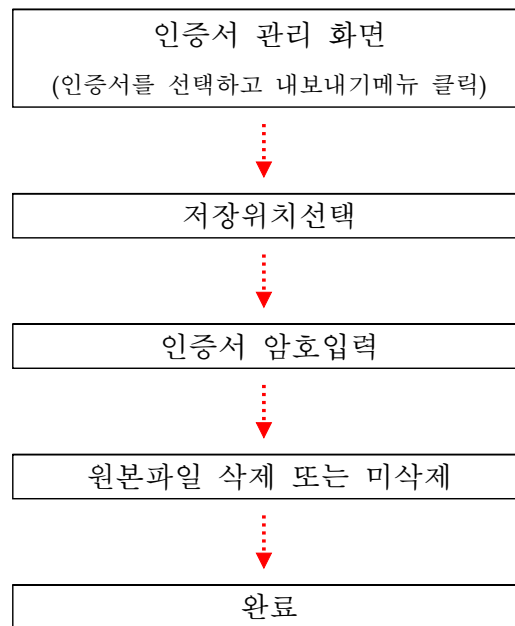 인증서 관리 화면
(인증서를 선택하고 내보내기메뉴 클릭)
저장위치선택
인증서 암호입력
원본파일 삭제 또는 미삭제
완료